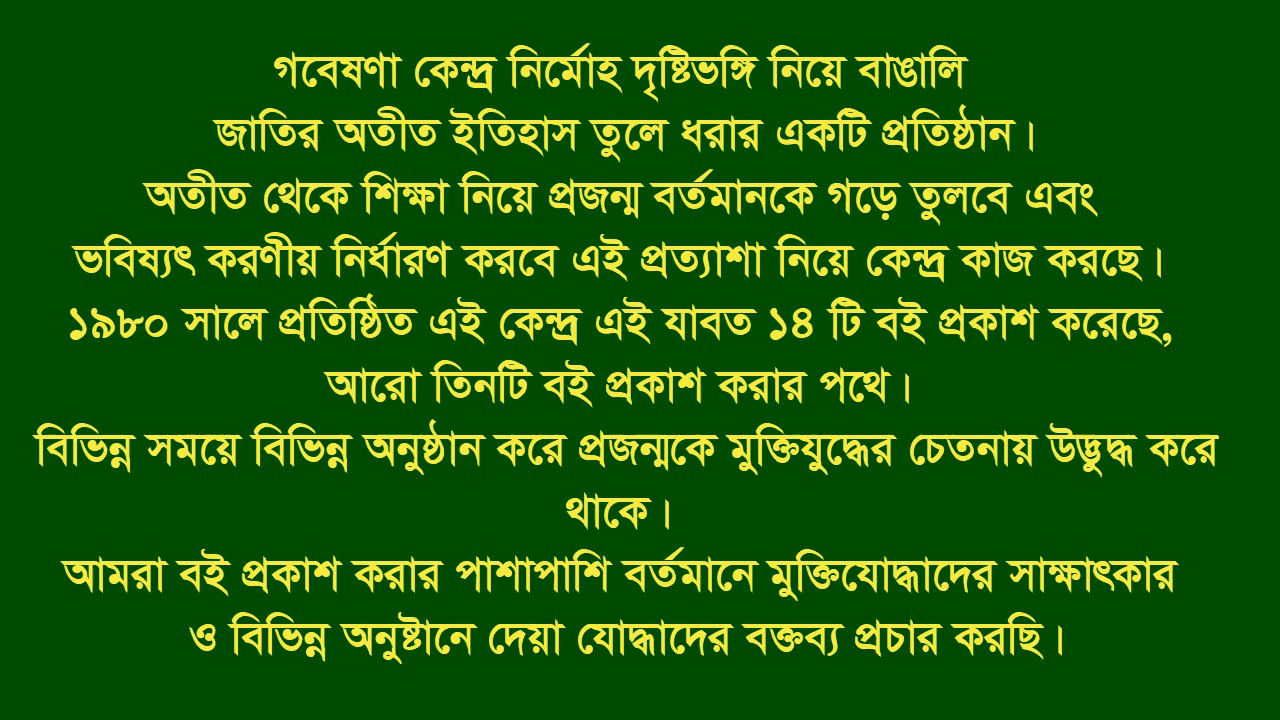 গবেষণা কেন্দ্র নির্মোহ দৃষ্টিভঙ্গি নিয়ে বাঙালি
জাতির অতীত ইতিহাস তুলে ধরার একটি প্রতিষ্ঠান।
অতীত থেকে শিক্ষা নিয়ে প্রজন্ম বর্তমানকে গড়ে তুলবে এবং
ভবিষ্যৎ করণীয় নির্ধারণ করবে এই প্রত্যাশা নিয়ে কেন্দ্র কাজ করছে।
১৯৮০ সালে প্রতিষ্ঠিত এই কেন্দ্র এই যাবত ১৪ টি বই প্রকাশ করেছে,
আরো তিনটি বই প্রকাশ করার পথে।
বিভিন্ন সময়ে বিভিন্ন অনুষ্ঠান করে প্রজন্মকে মুক্তিযুদ্ধের চেতনায় উদ্ভুদ্ধ করে
থাকে।
আমরা বই প্রকাশ করার পাশাপাশি বর্তমানে মুক্তিযোদ্ধাদের সাক্ষাৎকার
ও বিভিন্ন অনুষ্টানে দেয়া যোদ্ধাদের বক্তব্য প্রচার করছি।